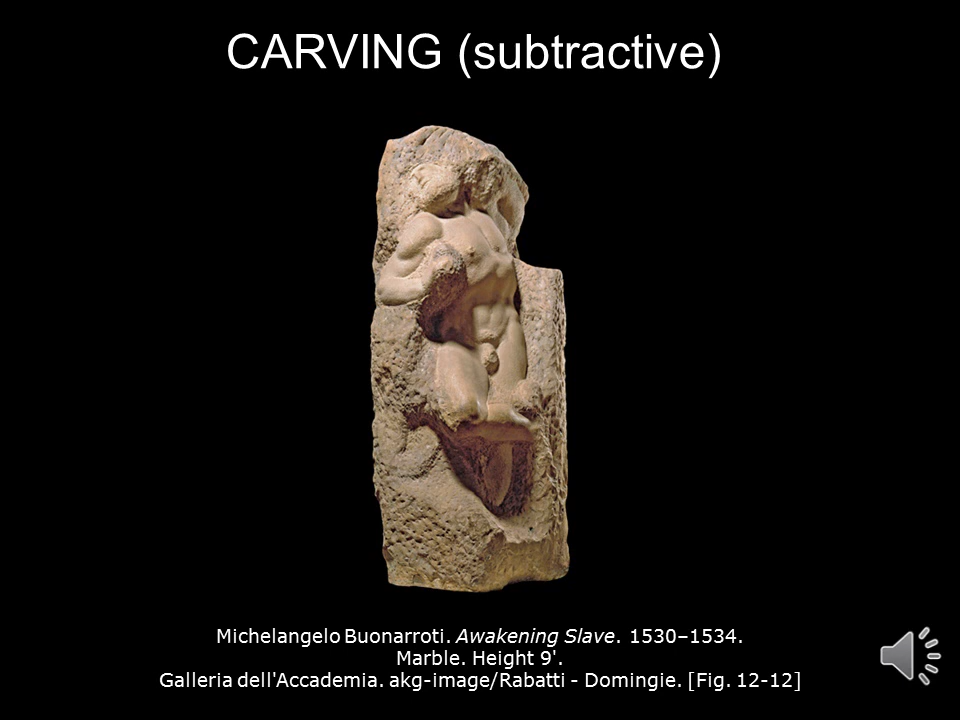 CARVING (subtractive)
Michelangelo Buonarroti. Awakening Slave. 1530–1534.
Marble. Height 9'.
Galleria dell'Accademia. akg-image/Rabatti - Domingie. [Fig. 12-12]